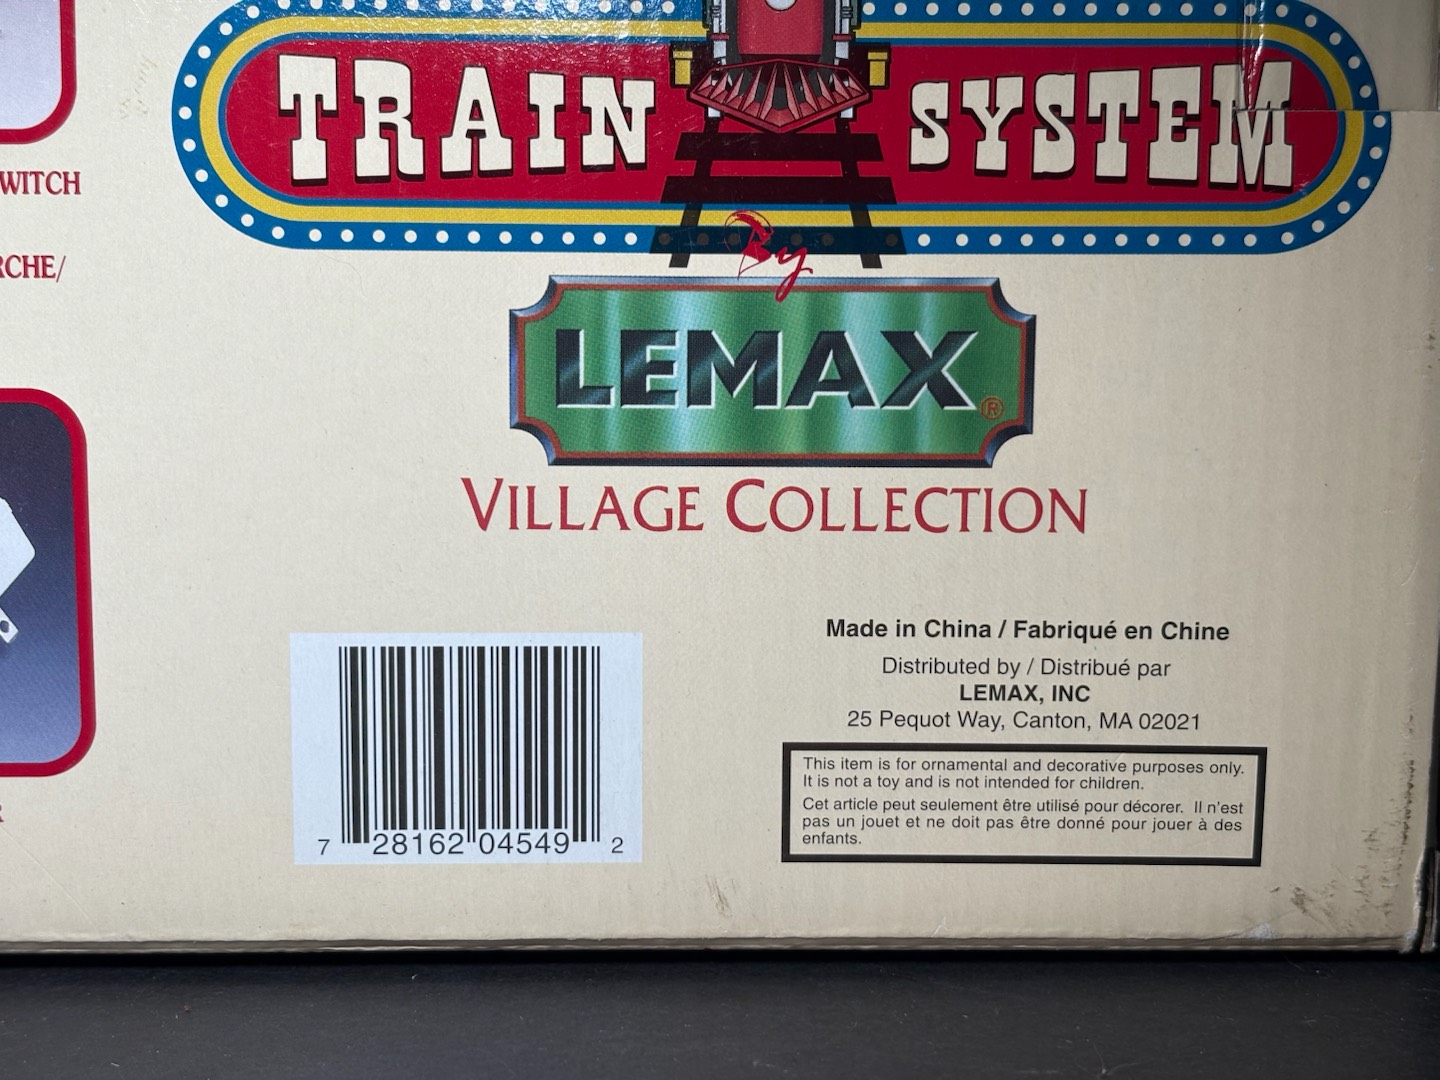 TRAIN SYSTEM
WITCH
RCHE/
By
LEMAX®
VILLAGE COLLECTION
Made in China / Fabriqué en Chine
Distributed by / Distribué par
LEMAX, INC
25 Pequot Way, Canton, MA 02021
This item is for ornamental and decorative purposes only.
It is not a toy and is not intended for children.
Cet article peut seulement être utilisé pour décorer. Il n'est
pas un jouet et ne doit pas être donné pour jouer à des
enfants.
7 28162 04549 2
R